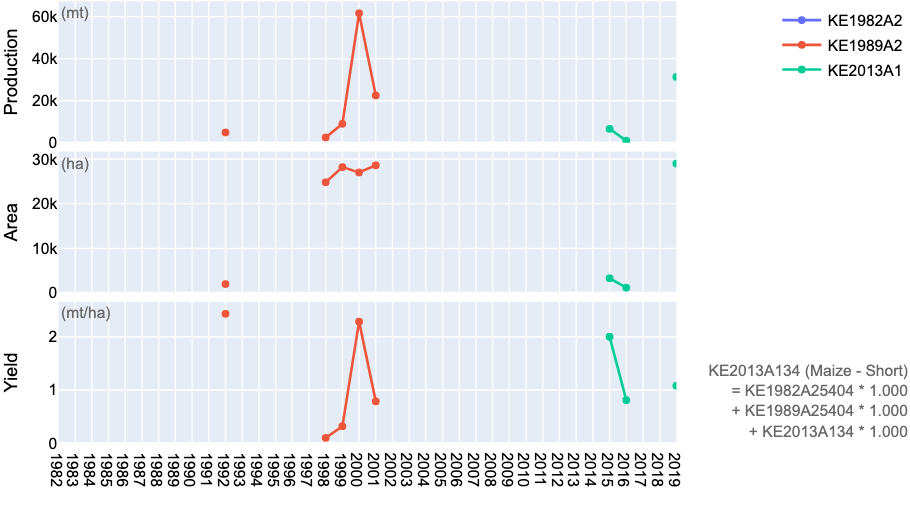 (mt)
60k
40k
20k
0
Production
(ha)
30k
20k
10k
0
Area
(mt/ha)
2
1
0
Yield
1982
1983
1984
1985
1986
1987
1988
1989
1990
1991
1992
1993
1994
1995
1996
1997
1998
1999
2000
2001
2002
2003
2004
2005
2006
2007
2008
2009
2010
2011
2012
2013
2014
2015
2016
2017
2018
2019
KE1982A2
KE1989A2
KE2013A1
KE2013A134 (Maize - Short)
= KE1982A25404 * 1.000
+ KE1989A25404 * 1.000
+ KE2013A134 * 1.000